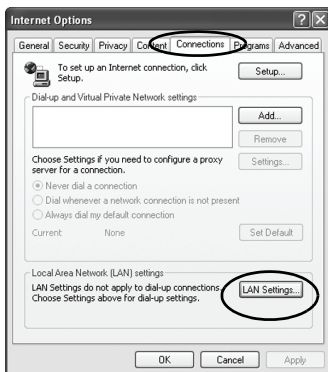 Internet Options
General Security Privacy Content Connections Programs Advanced
To set up an Internet connection, click
Setup.
Setup...
Dial-up and Virtual Private Network settings
Add...
Remove
Choose Settings if you need to configure a proxy
server for a connection.
Settings...
Never dial a connection
Dial whenever a network connection is not present
Always dial my default connection
Current None
Set Default
Local Area Network (LAN) settings
LAN Settings do not apply to dial-up connections.
Choose Settings above for dial-up settings.
LAN Settings...
OK Cancel Apply